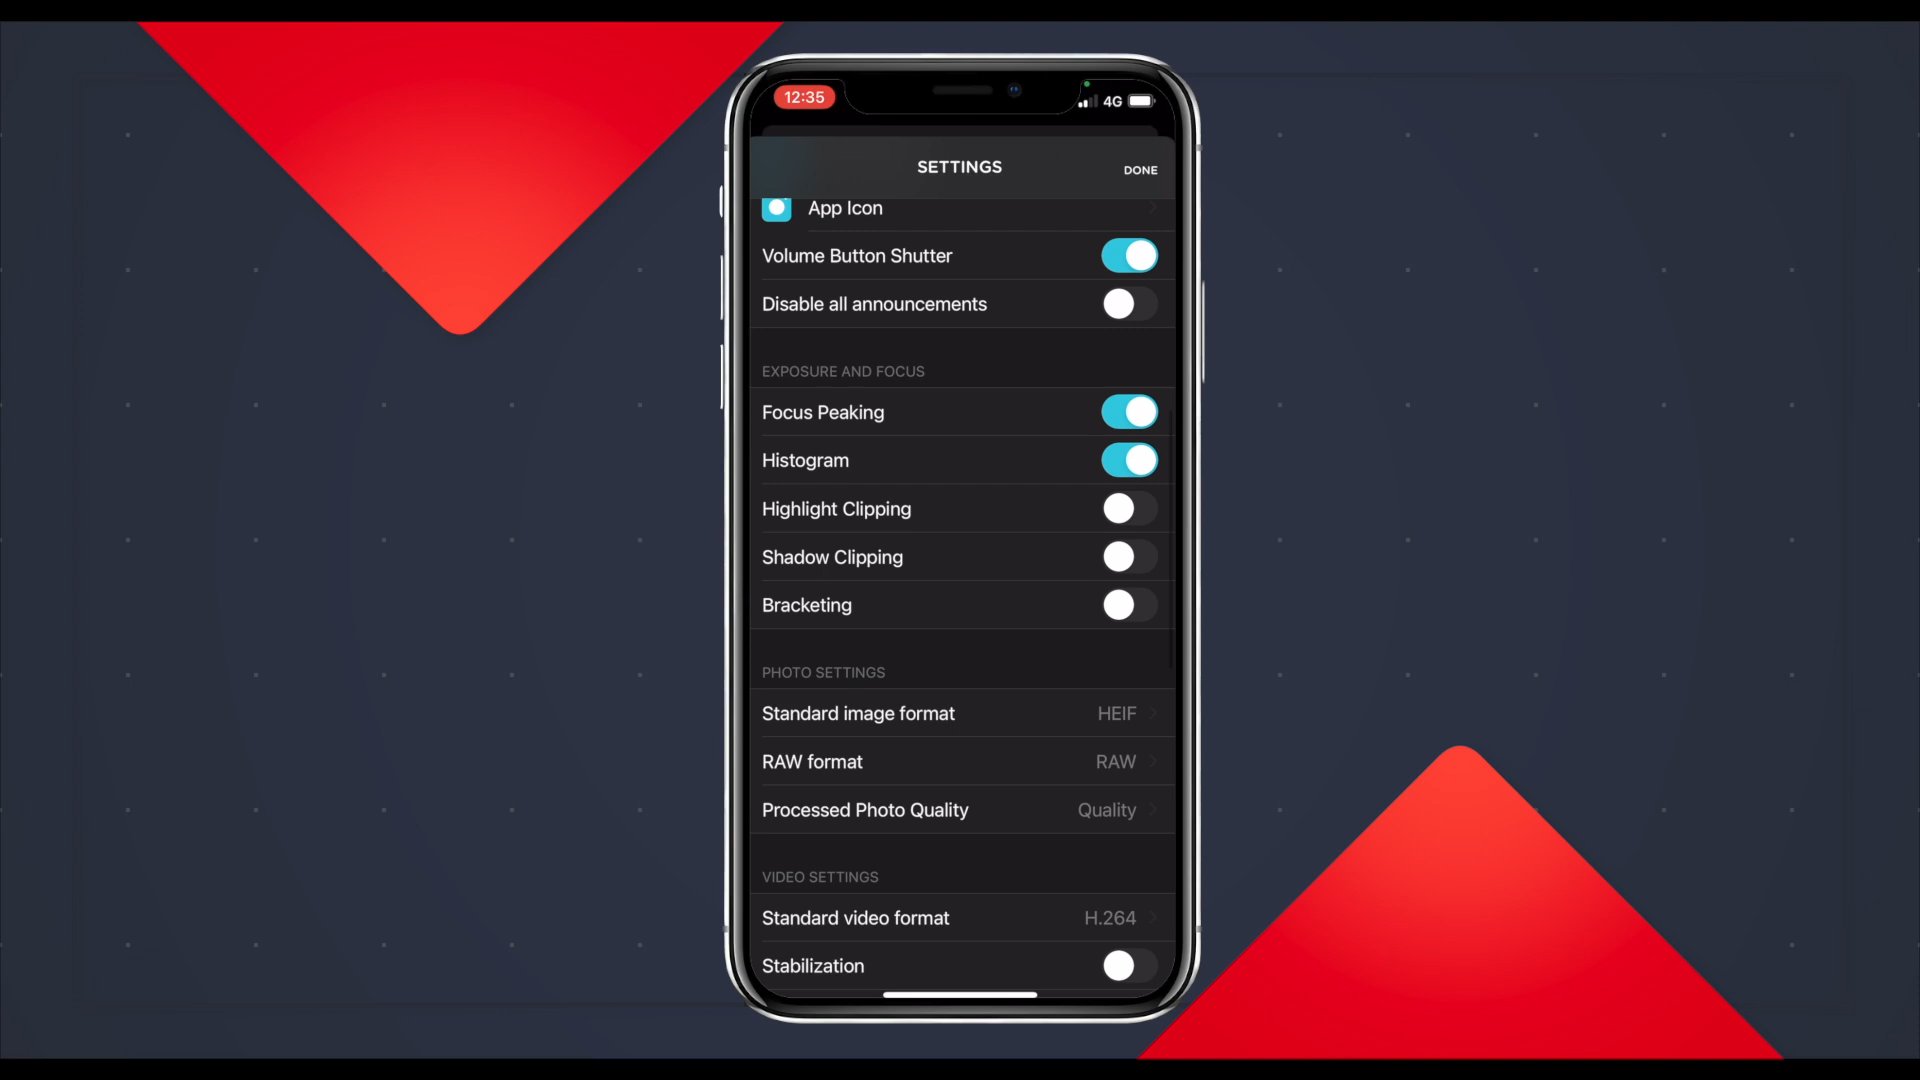 12:35
4G
SETTINGS
DONE
App Icon
Volume Button Shutter
Disable all announcements
EXPOSURE AND FOCUS
Focus Peaking
Histogram
Highlight Clipping
Shadow Clipping
Bracketing
PHOTO SETTINGS
Standard image format HEIF
RAW format RAW
Processed Photo Quality Quality
VIDEO SETTINGS
Standard video format H.264
Stabilization